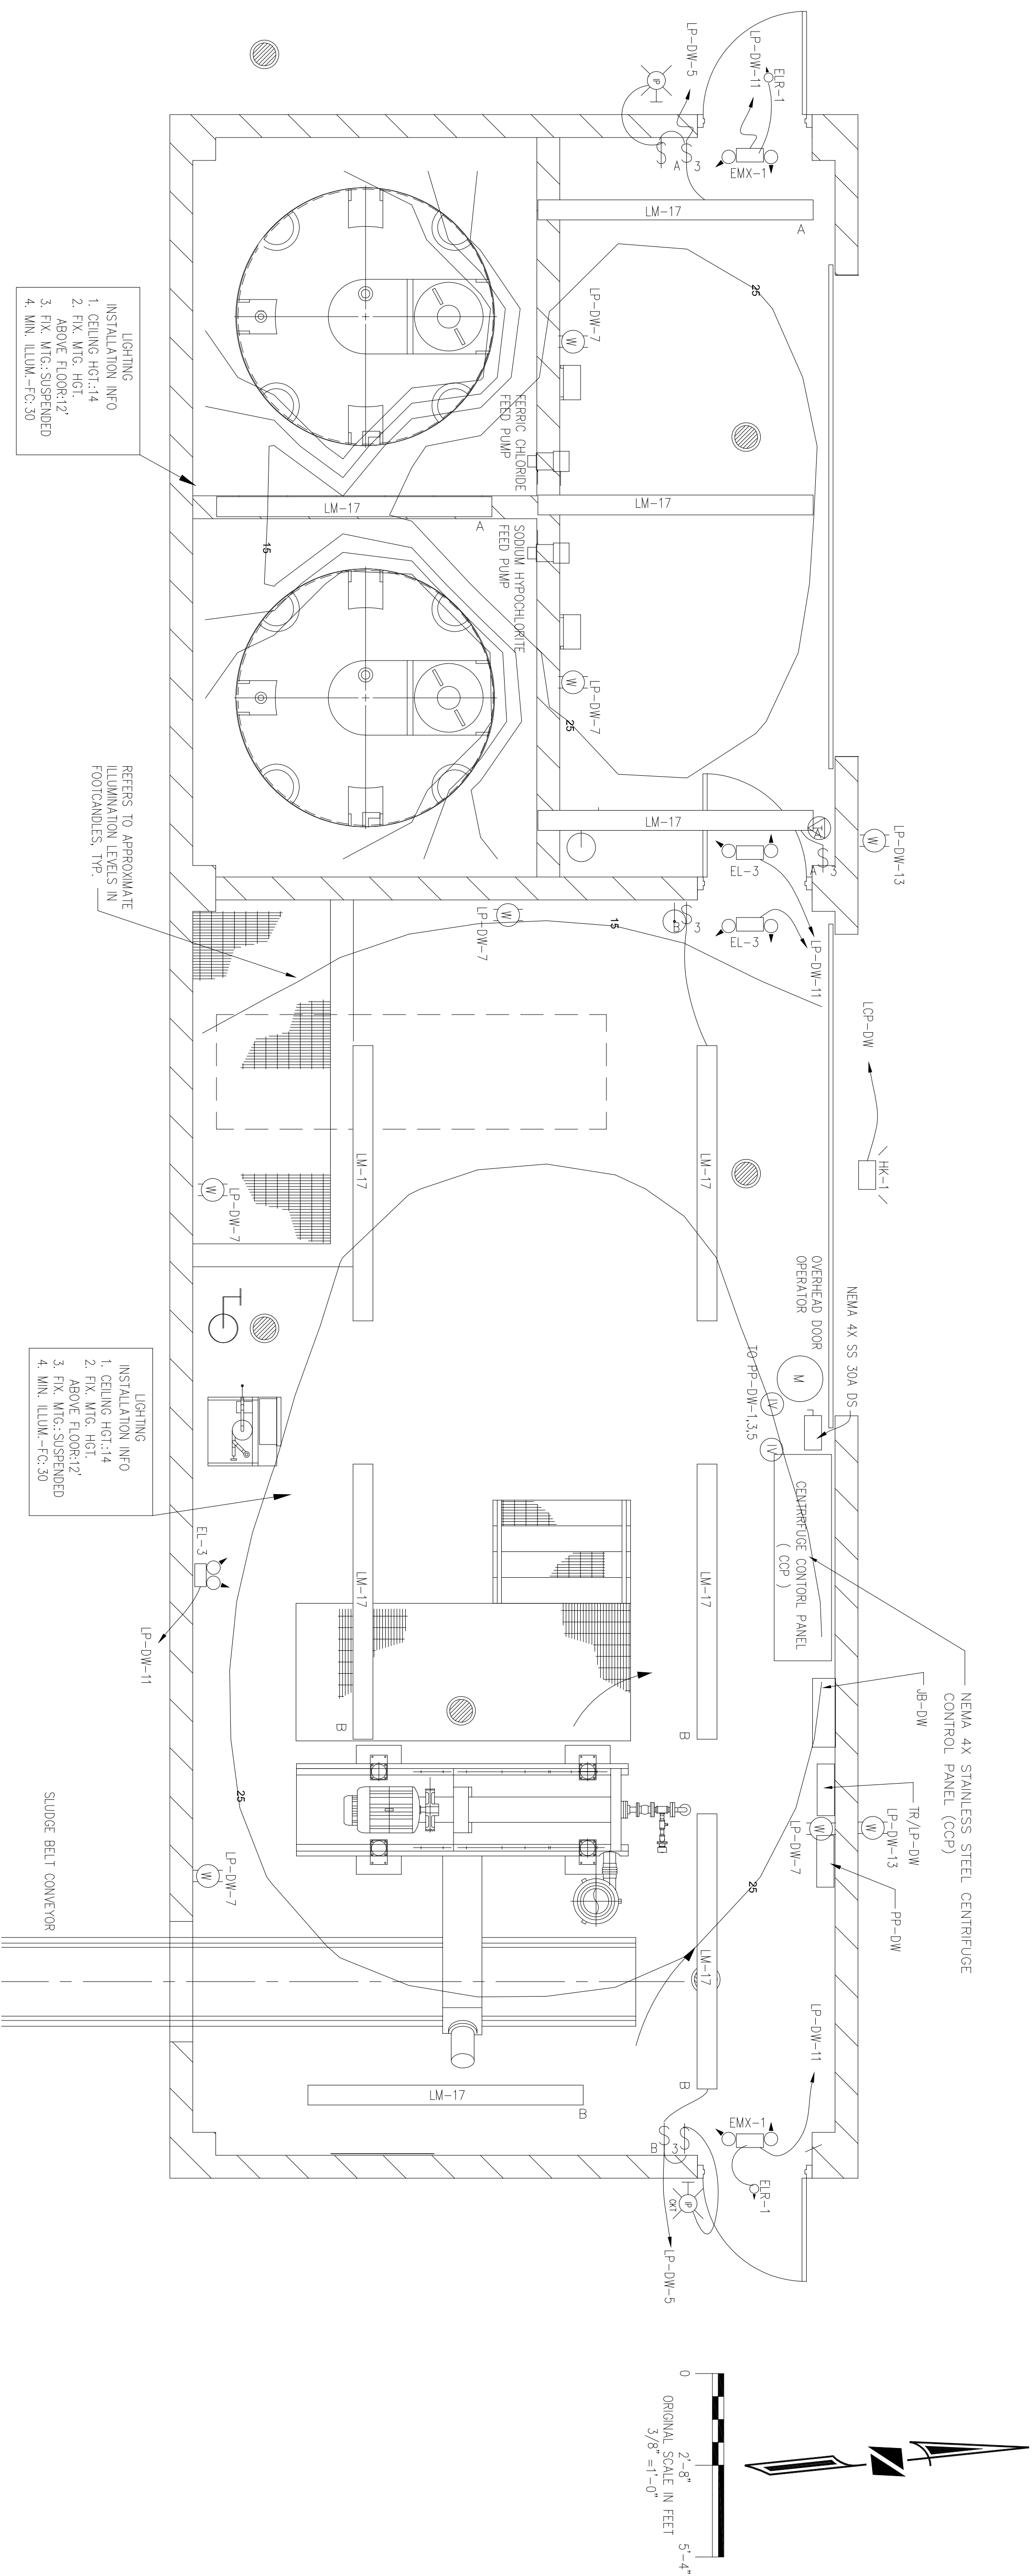 LP-DW-5
LP-DW-11
ELR-1
IP
S
S
A
3
EMX-1
LM-17
A
25
LP-DW-7
W
FERRIC CHLORIDE
FEED PUMP
LIGHTING
INSTALLATION INFO
1. CEILING HGT.:14
2. FIX. MTG. HGT.
ABOVE FLOOR:12'
3. FIX. MTG.: SUSPENDED
4. MIN. ILLUM.-FC: 30
LM-17
A
LM-17
15
SODIUM HYPOCHLORITE
FEED PUMP
LP-DW-7
W
25
LM-17
A
S
A
3
W
LP-DW-13
EL-3
EL-3
LP-DW-11
REFERS TO APPROXIMATE
ILLUMINATION LEVELS IN
FOOTCANDLES, TYP.
LP-DW-7
W
S
B
3
15
LCP-DW
HK-1
LM-17
LM-17
LP-DW-7
W
OVERHEAD DOOR
OPERATOR
M
NEMA 4X SS 30A DS
TO PP-DW-1,3,5
CENTRRFUGE CONTORL PANEL
( CCP )
NEMA 4X STAINLESS STEEL CENTRIFUGE
CONTROL PANEL (CCP)
LIGHTING
INSTALLATION INFO
1. CEILING HGT.:14
2. FIX. MTG. HGT.
ABOVE FLOOR:12'
3. FIX. MTG.: SUSPENDED
4. MIN. ILLUM.-FC: 30
EL-3
LP-DW-11
LM-17
B
LM-17
B
JB-DW
TR/LP-DW
LP-DW-13
W
LP-DW-7
W
PP-DW
25
25
LP-DW-7
W
SLUDGE BELT CONVEYOR
LM-17
B
LM-17
B
LP-DW-11
EMX-1
ELR-1
S
S
B
3
IP
CKT
LP-DW-5
0
2'-8"
5'-4"
ORIGINAL SCALE IN FEET
3/8"=1'-0"